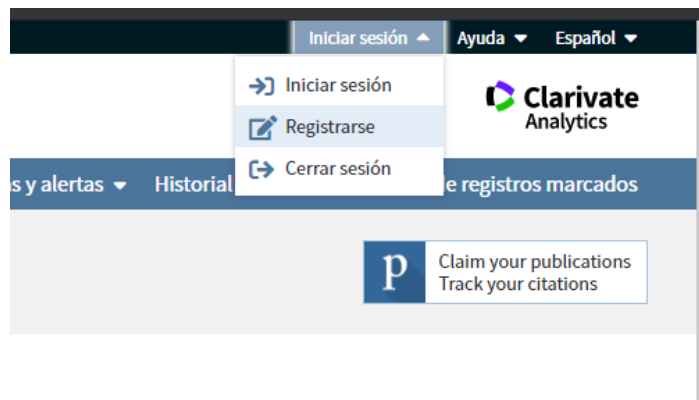 Iniciar sesión Ayuda Español
Iniciar sesión
Registrarse
Cerrar sesión
Clarivate
Analytics
s y alertas Historial e registros marcados
p
Claim your publications
Track your citations